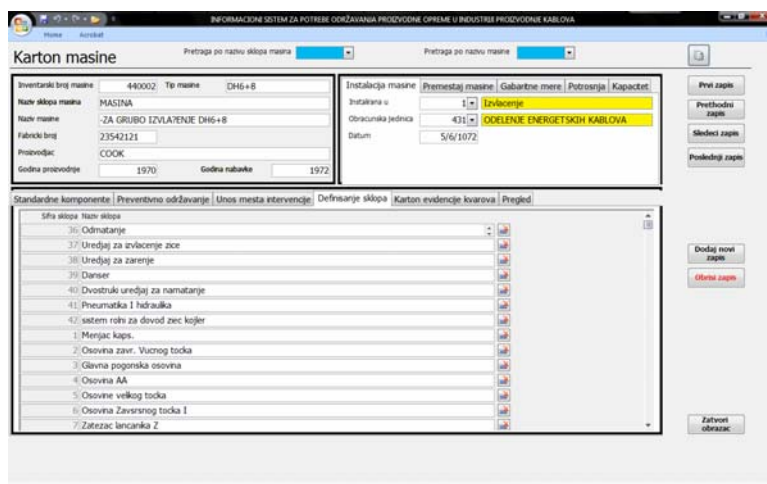 INFORMACIONI SISTEM ZA POTREBE ODRŽAVANJA PROIZVODNE OPREME U INDUSTRIJI PROIZVODNJE KABLOVA
Home Acrobat
Karton masine
Pretraga po nazivu sklopa masina
Pretraga po nazivu masine
Inventarski broj masine 440002 Tip masine DH6+8
Naziv sklopa masina MASINA
Naziv masine -ZA GRUBO IZVLA?ENJE DH6+8
Fabricki broj 23542121
Proizvodjac COOK
Godina proizvodnje 1970 Godina nabavke 1972
Instalacija masine Premestaj masine Gabartne mere Potrosnja Kapacitet
Instalirana u 1 Izvlacenje
Obracunska jedinica 431 ODELENJE ENERGETSKIH KABLOVA
Datum 5/6/1072
Prvi zapis
Prethodni zapis
Sledeci zapis
Poslednji zapis
Standardne komponente Preventivno održavanje Unos mesta intervencije Definisanje sklopa Karton evidencije kvarova Pregled
Sifra sklopa Naziv sklopa
36 Odmatanje
37 Uredjaj za izvlacenje zice
38 Uredjaj za zarenje
39 Danser
40 Dvostruki uredjaj za namatanje
41 Pneumatika I hidraulika
42 sistem rolni za dovod ziec kojler
1 Menjac kaps.
2 Osovina zavr. Vucnog tocka
3 Glavna pogonska osovina
4 Osovina AA
5 Osovine velikog tocka
6 Osovina Zavsrsnog tocka I
7 Zatezac lancanika Z
Dodaj novi zapis
Obrisi zapis
Zatvori obrazac